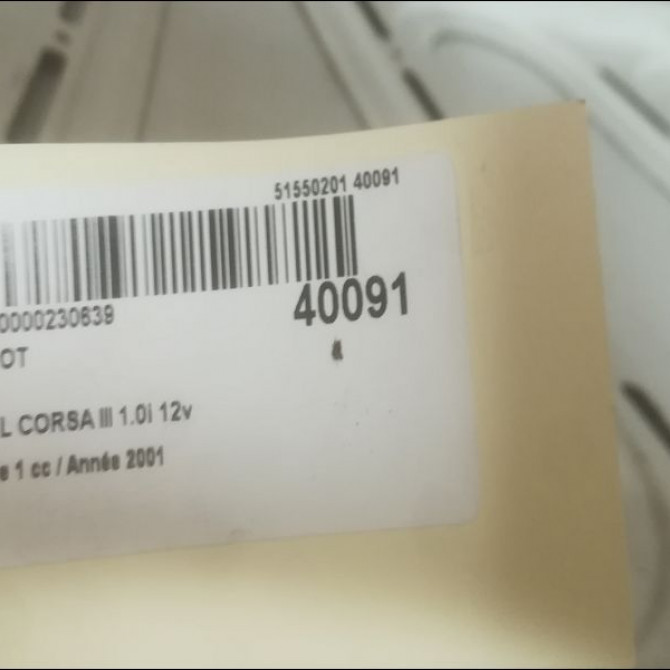 51550201 40091
0000230639
40091
OT
L CORSA III 1.0i 12v
e 1 cc / Année 2001